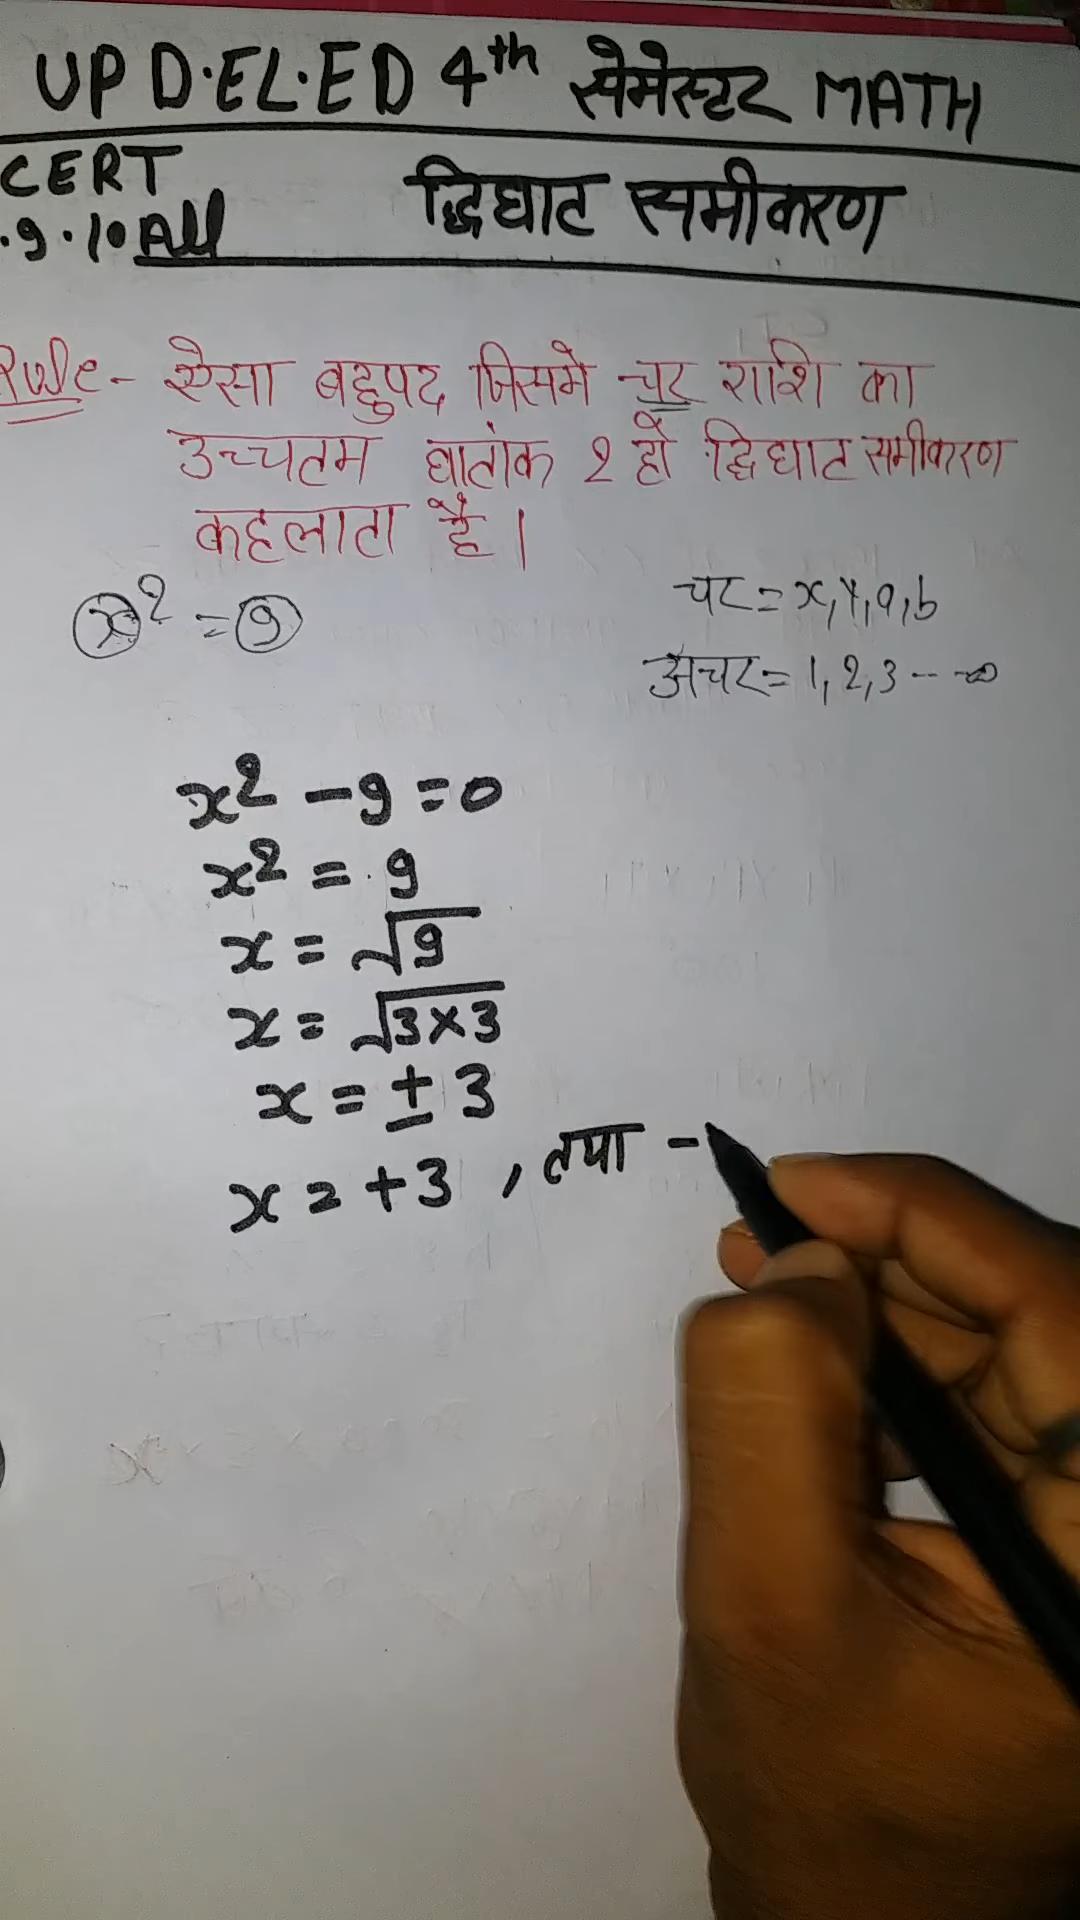 UP D.EL.ED 4th सेमेस्टर MATH
CERT
.9.10 All
द्विघात समीकरण
Rule - ऐसा बहुपद जिसमे चर राशि का
उच्चतम घातांक 2 हो द्विघात समीकरण
कहलाता है।
x² = 9
चर = x, y, a, b
अचर = 1, 2, 3 -- ∞
x² - 9 = 0
x² = 9
x = √9
x = √3×3
x = ± 3
x = +3 , तथा -